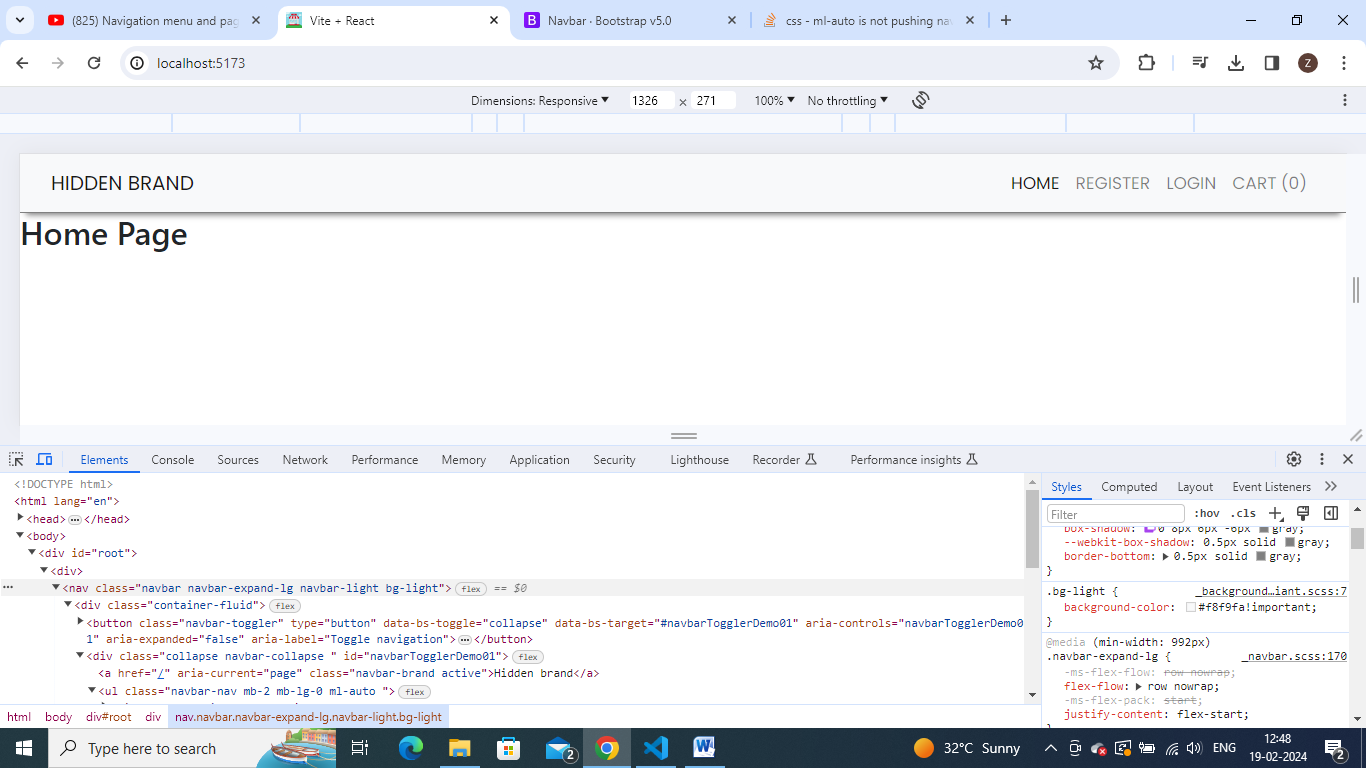 (825) Navigation menu and pag
Vite + React
Navbar · Bootstrap v5.0
css - ml-auto is not pushing na
localhost:5173
Z
Dimensions: Responsive 1326 × 271 100% No throttling
HIDDEN BRAND HOME REGISTER LOGIN CART (0)
Home Page
Elements Console Sources Network Performance Memory Application Security Lighthouse Recorder Performance insights
<!DOCTYPE html>
<html lang="en">
<head> ••• </head>
<body>
<div id="root">
<div>
••• <nav class="navbar navbar-expand-lg navbar-light bg-light"> flex == $0
<div class="container-fluid"> flex
<button class="navbar-toggler" type="button" data-bs-toggle="collapse" data-bs-target="#navbarTogglerDemo01" aria-controls="navbarTogglerDemo0
1" aria-expanded="false" aria-label="Toggle navigation"> ••• </button>
<div class="collapse navbar-collapse " id="navbarTogglerDemo01"> flex
<a href="/" aria-current="page" class="navbar-brand active">Hidden brand</a>
<ul class="navbar-nav mb-2 mb-lg-0 ml-auto "> flex
html body div#root div nav.navbar.navbar-expand-lg.navbar-light.bg-light
Styles Computed Layout Event Listeners
Filter :hov .cls
box-shadow: 0 8px 6px -6px gray;
--webkit-box-shadow: 0.5px solid gray;
border-bottom: 0.5px solid gray;
}
.bg-light { _background…iant.scss:7
background-color: #f8f9fa!important;
}
@media (min-width: 992px)
.navbar-expand-lg { _navbar.scss:170
-ms-flex-flow: row nowrap;
flex-flow: row nowrap;
-ms-flex-pack: start;
justify-content: flex-start;
}
Type here to search
2
32°C Sunny
ENG
12:48
19-02-2024
2